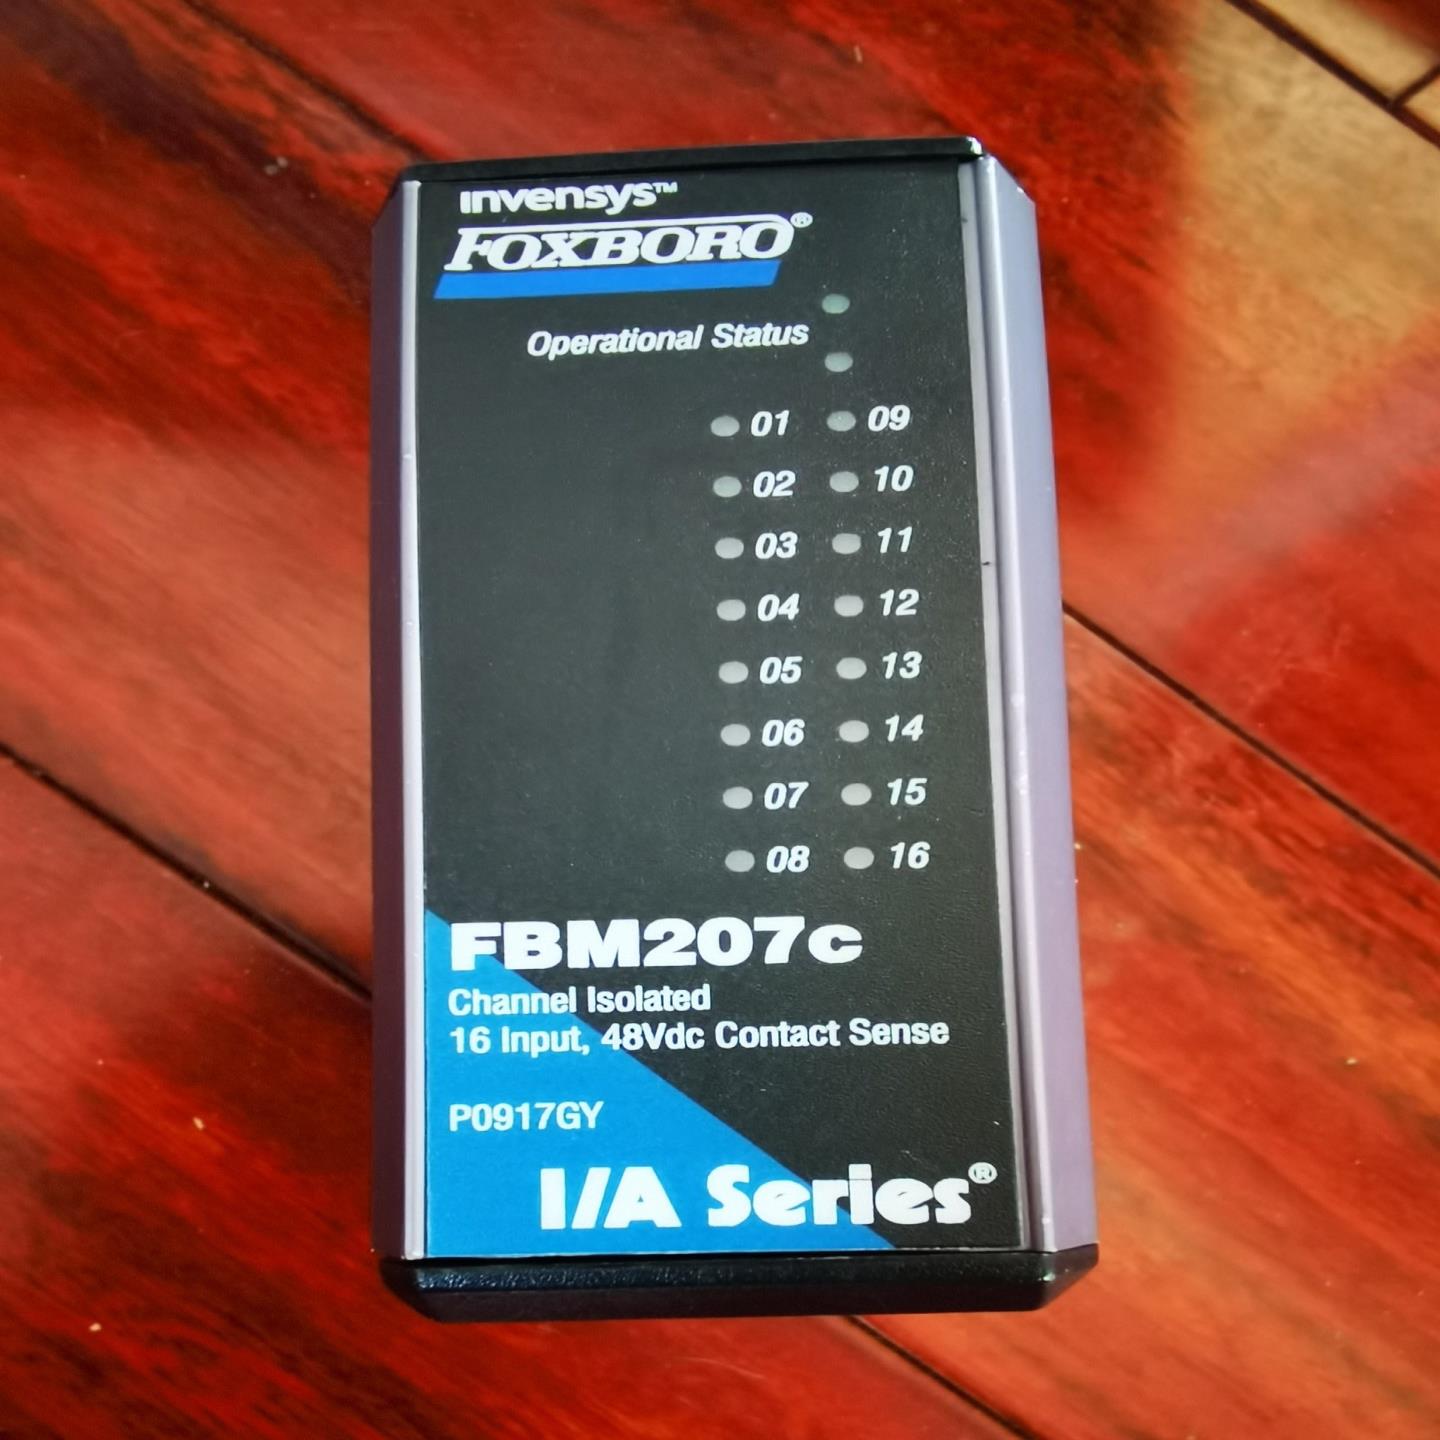 invensys™
FOXBORO®
Operational Status
01 09
02 10
03 11
04 12
05 13
06 14
07 15
08 16
FBM207c
Channel Isolated
16 Input, 48Vdc Contact Sense
P0917GY
I/A Series®